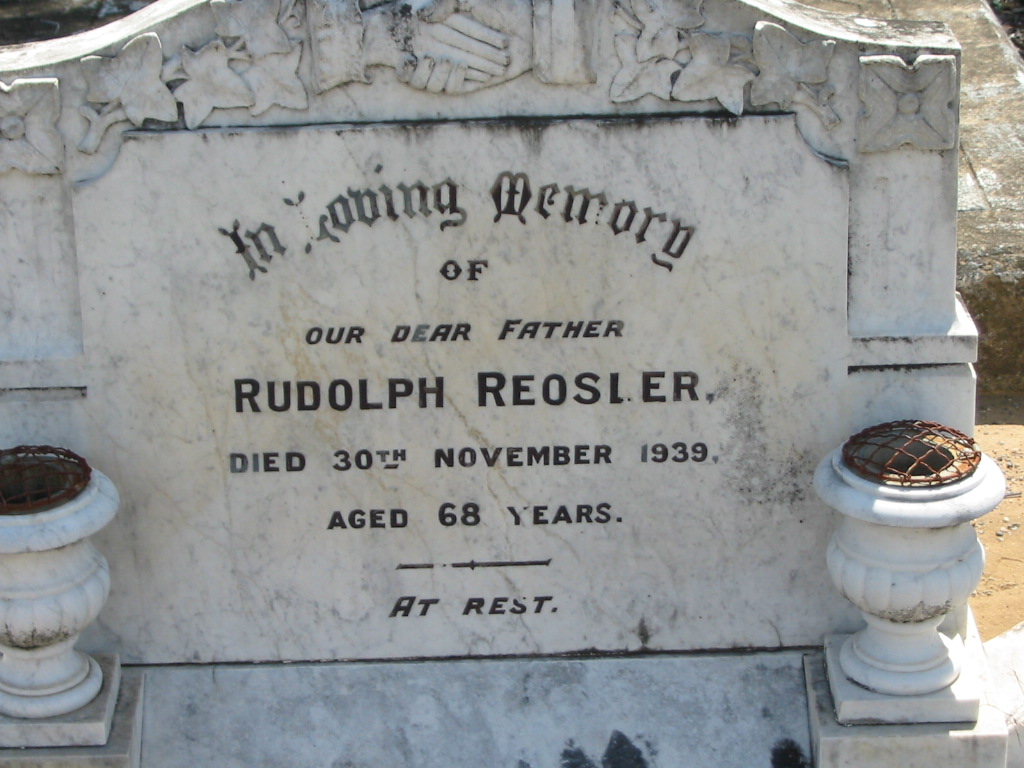 In Loving Memory
OF
OUR DEAR FATHER
RUDOLPH REOSLER,
DIED 30TH NOVEMBER 1939,
AGED 68 YEARS.
AT REST.